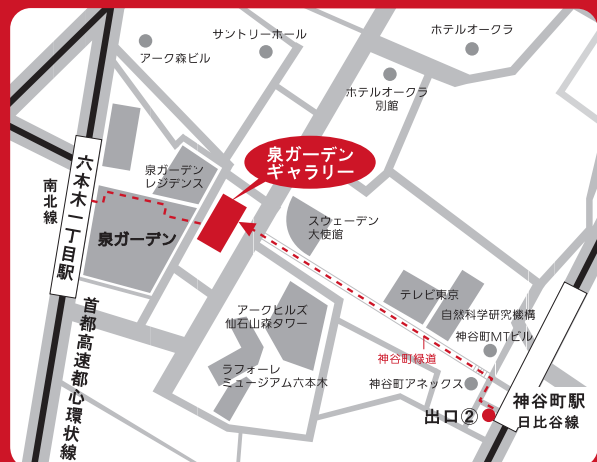 サントリーホール
ホテルオークラ
アーク森ビル
ホテルオークラ
別館
泉ガーデン
ギャラリー
泉ガーデン
レジデンス
六本木一丁目駅
南北線
泉ガーデン
スウェーデン
大使館
テレビ東京
自然科学研究機構
神谷町MTビル
アークヒルズ
仙石山森タワー
神谷町緑道
ラフォーレ
ミュージアム六本木
神谷町アネックス
出口②
神谷町駅
日比谷線
首都高速都心環状線